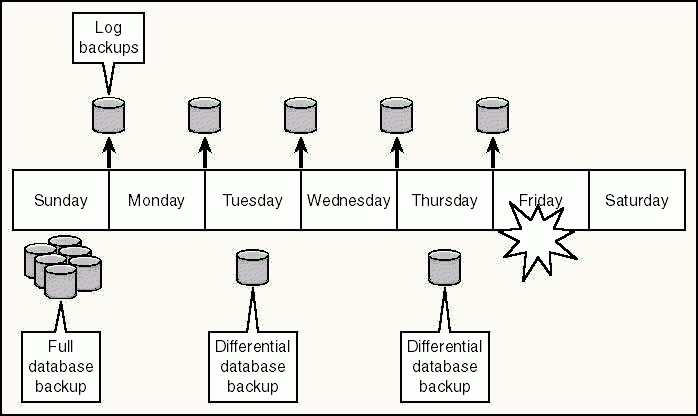 Log
backups
Sunday Monday Tuesday Wednesday Thursday Friday Saturday
Full
database
backup
Differential
database
backup
Differential
database
backup